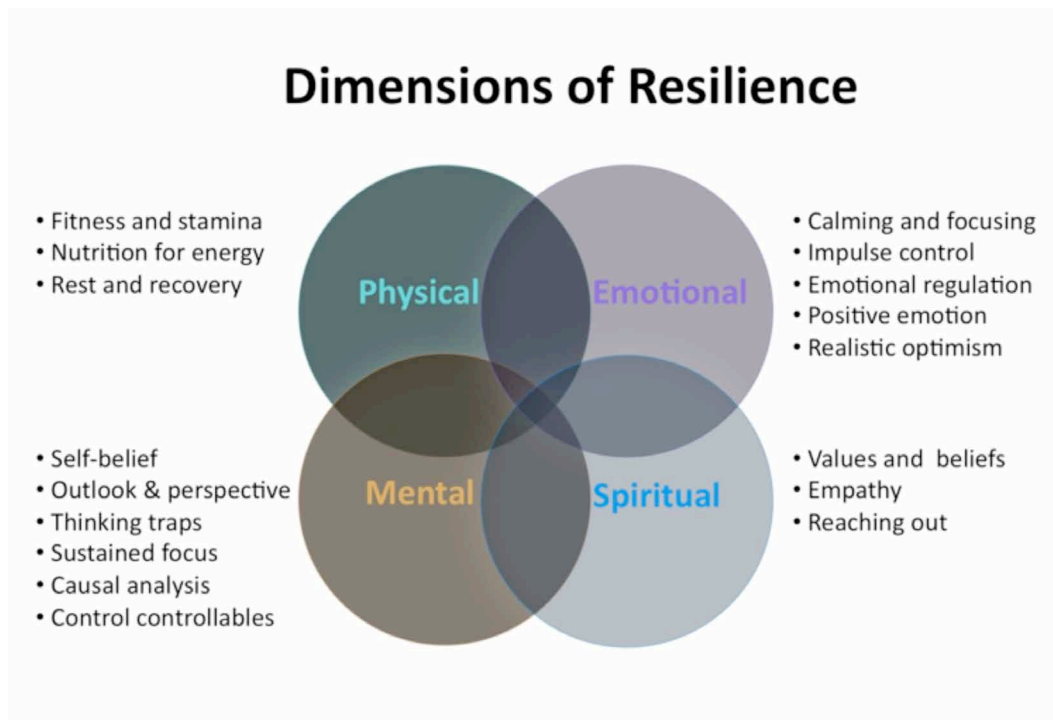 Dimensions of Resilience
• Fitness and stamina
• Nutrition for energy
• Rest and recovery
Physical
Emotional
• Calming and focusing
• Impulse control
• Emotional regulation
• Positive emotion
• Realistic optimism
• Self-belief
• Outlook & perspective
• Thinking traps
• Sustained focus
• Causal analysis
• Control controllables
Mental
Spiritual
• Values and  beliefs
• Empathy
• Reaching out